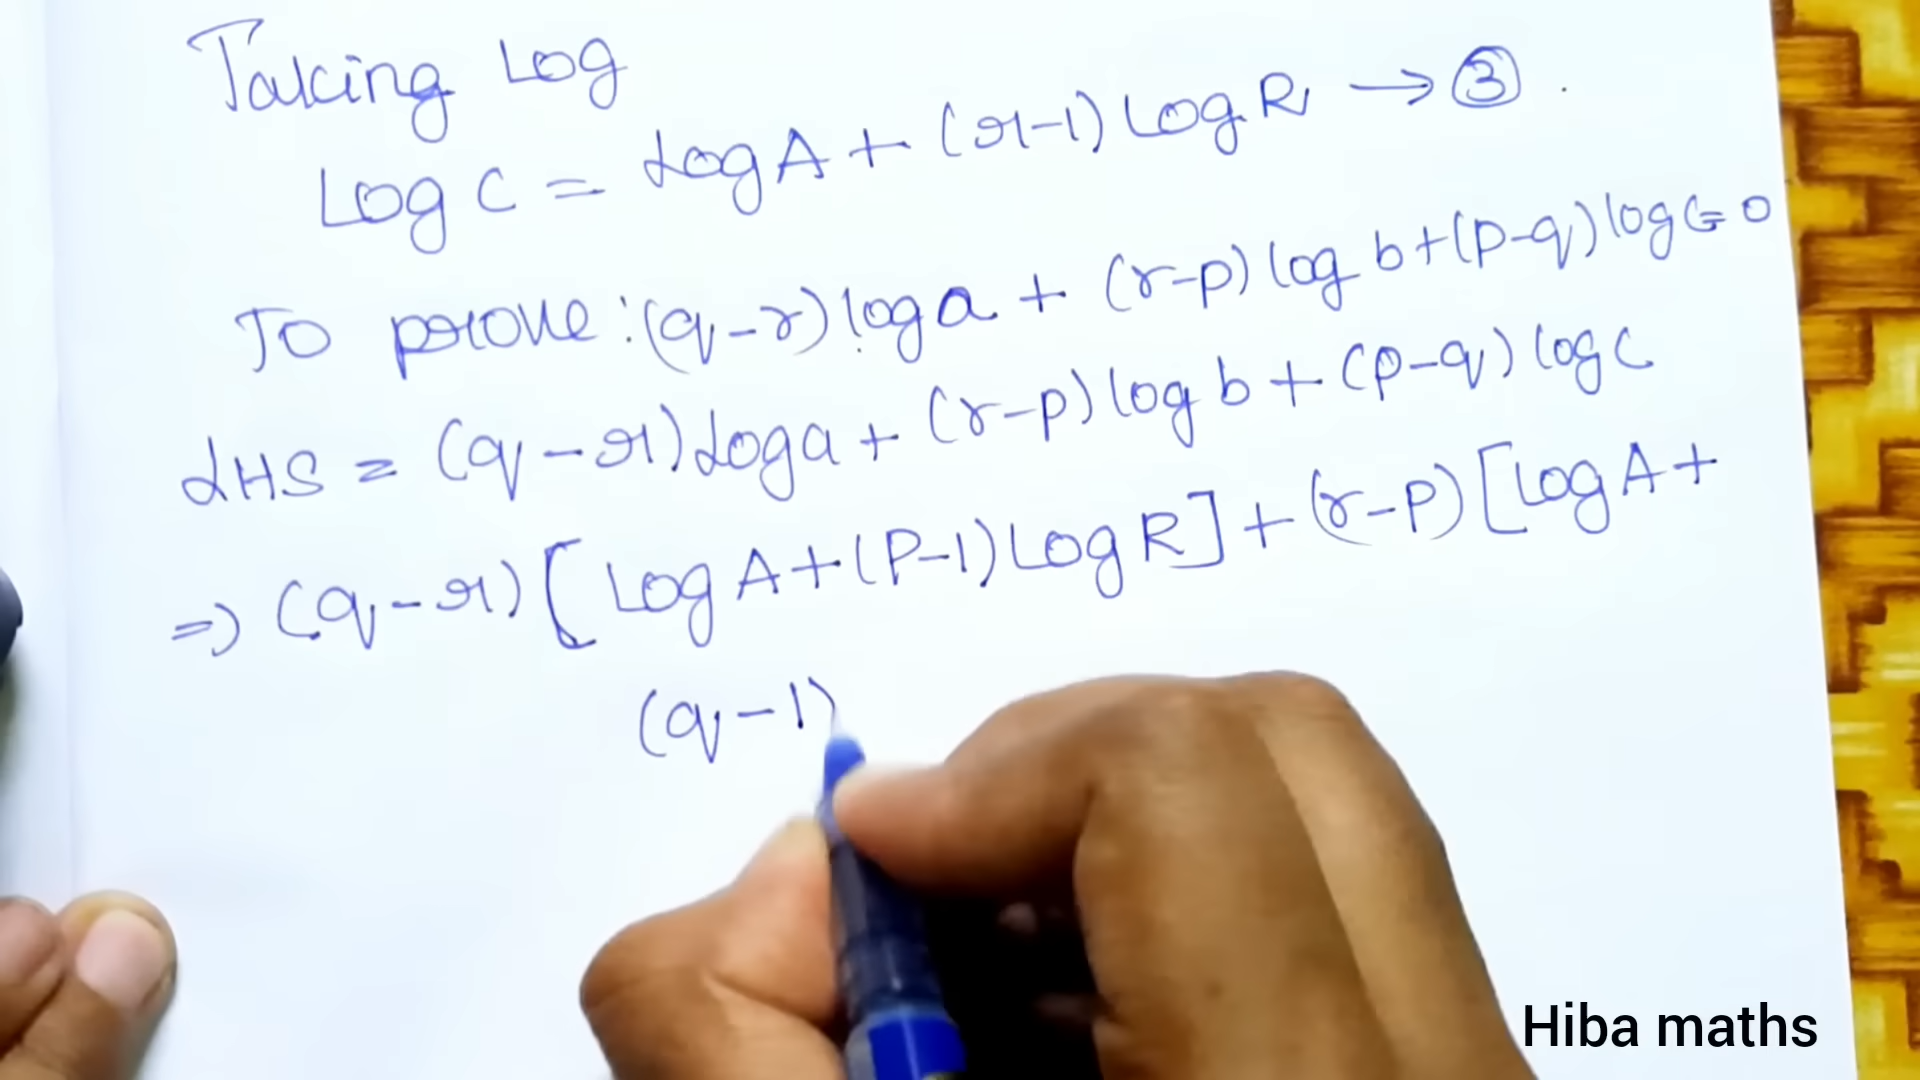 Taking Log
Log C = Log A + (r-1) Log R → ③.
To prove: (q-r) log a + (r-p) log b + (p-q) log c = 0
LHS = (q-r) Log a + (r-p) log b + (p-q) log c
⇒ (q-r) [Log A + (P-1) Log R] + (r-P) [log A +
(q-1)
Hiba maths